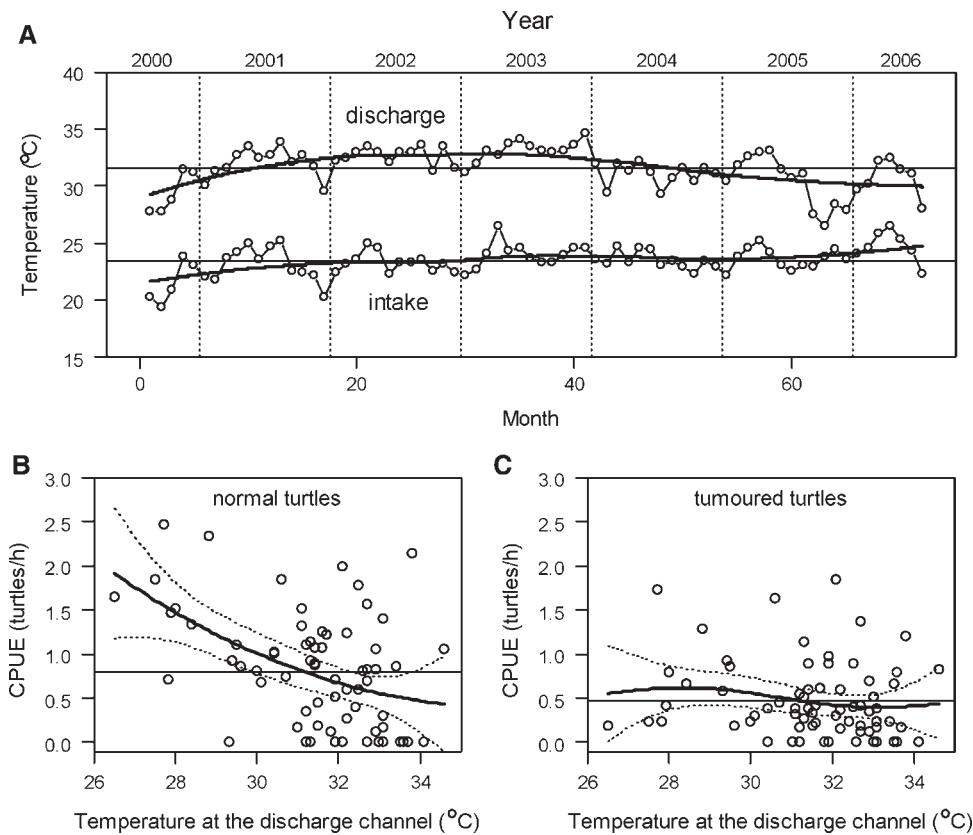 Year
A
2000 2001 2002 2003 2004 2005 2006
40
35
30
25
20
15
Temperature (ºC)
discharge
intake
0 20 40 60
Month
B
3.0
2.5
2.0
1.5
1.0
0.5
0.0
CPUE (turtles/h)
normal turtles
26 28 30 32 34
Temperature at the discharge channel (ºC)
C
3.0
2.5
2.0
1.5
1.0
0.5
0.0
CPUE (turtles/h)
tumoured turtles
26 28 30 32 34
Temperature at the discharge channel (ºC)